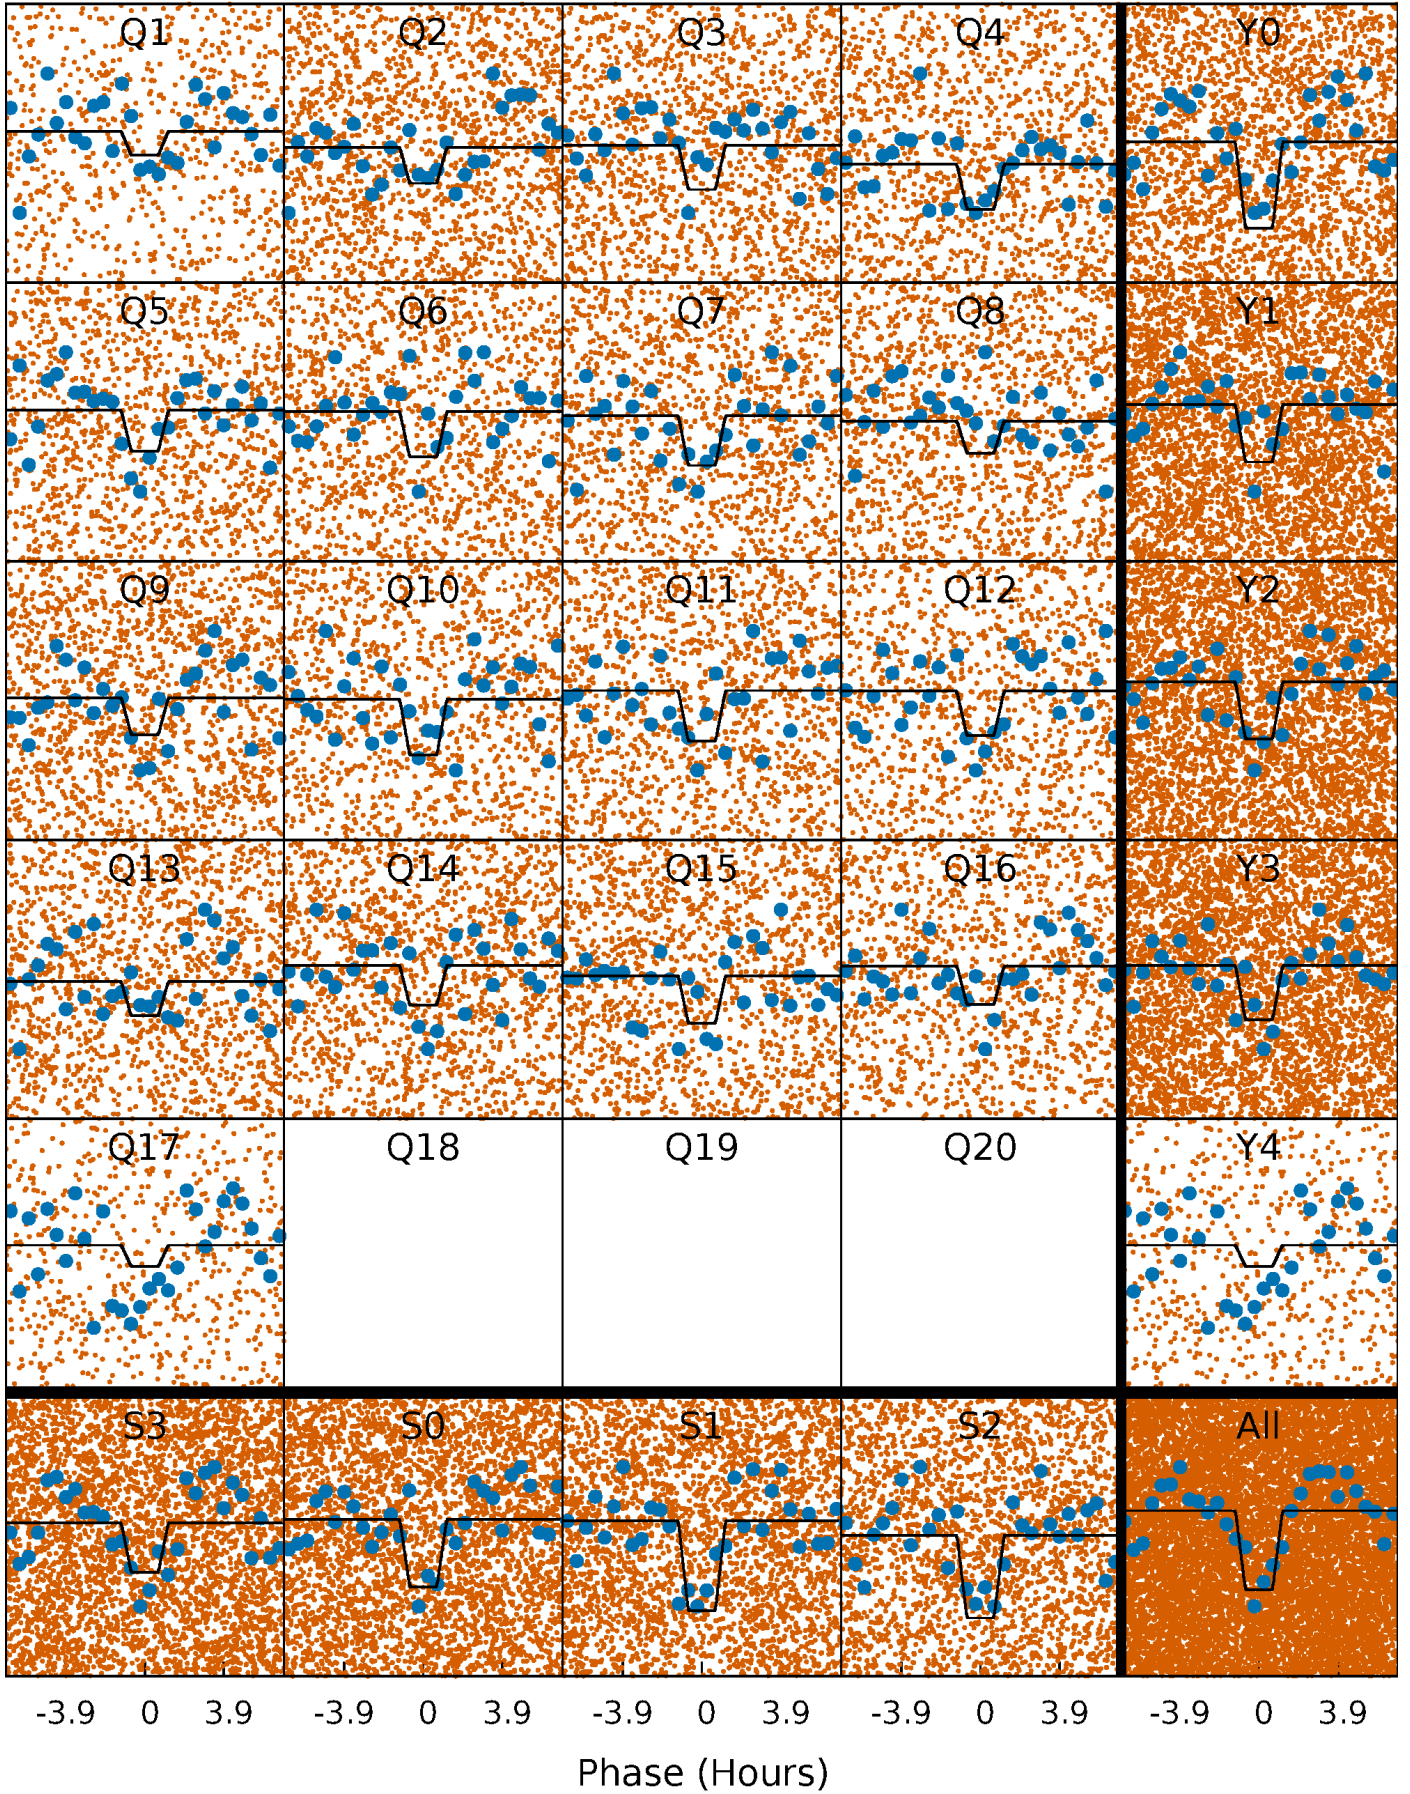 Q1 Q2 Q3 Q4 Y0
Q5 Q6 Q7 Q8 Y1
Q9 Q10 Q11 Q12 Y2
Q13 Q14 Q15 Q16 Y3
Q17 Q18 Q19 Q20 Y4
S3 S0 S1 S2 All
-3.9 0 3.9 -3.9 0 3.9 -3.9 0 3.9 -3.9 0 3.9 -3.9 0 3.9
Phase (Hours)